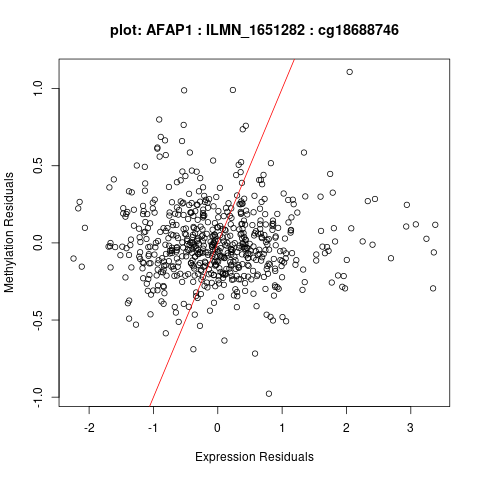 plot: AFAP1 : ILMN_1651282 : cg18688746
Methylation Residuals
1.0
0.5
0.0
-0.5
-1.0
-2 -1 0 1 2 3
Expression Residuals